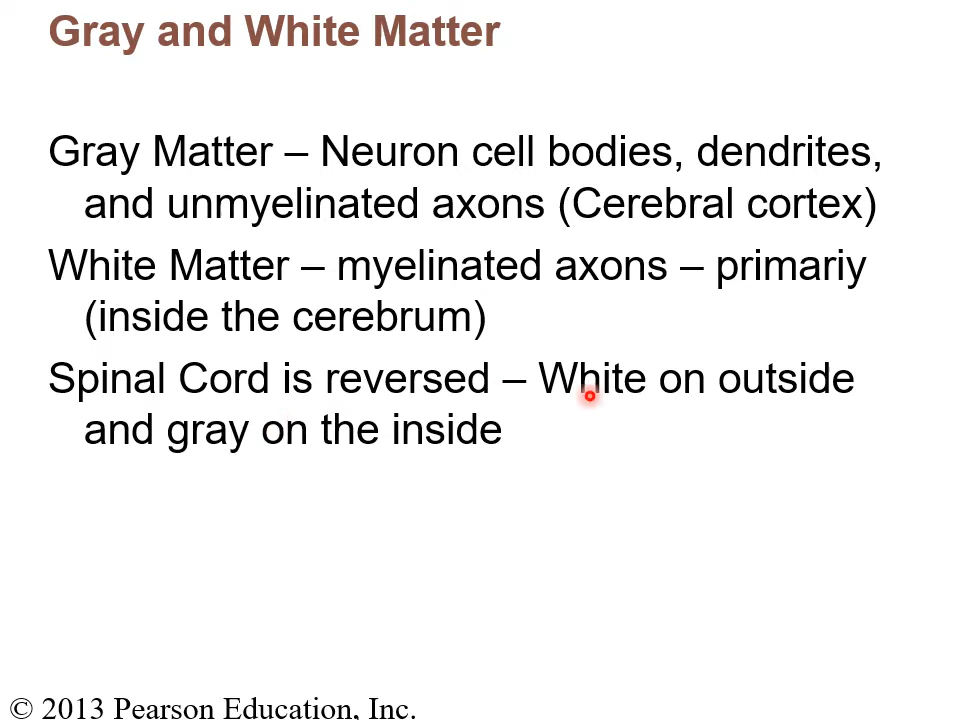 Gray and White Matter
Gray Matter – Neuron cell bodies, dendrites,
and unmyelinated axons (Cerebral cortex)
White Matter – myelinated axons – primariy
(inside the cerebrum)
Spinal Cord is reversed – White on outside
and gray on the inside
© 2013 Pearson Education, Inc.